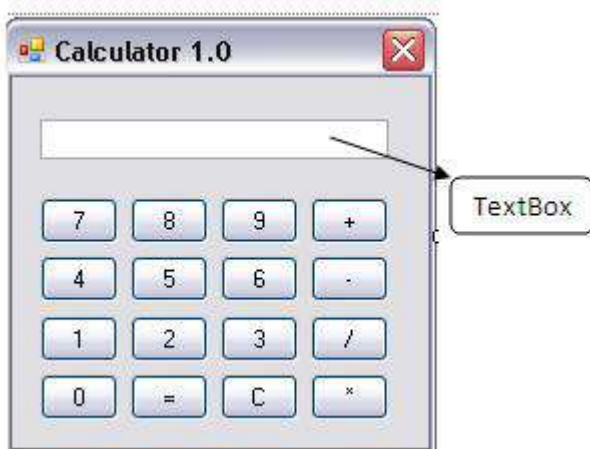 Calculator 1.0
TextBox
7 8 9 +
4 5 6 -
1 2 3 /
0 = C *